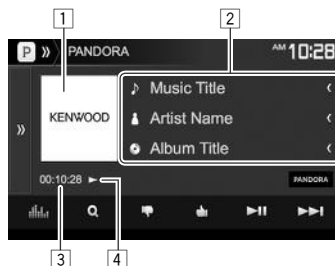 1
2
P » PANDORA
AM 10:28
KENWOOD
Music Title
Artist Name
Album Title
»
00:10:28
PANDORA
3
4